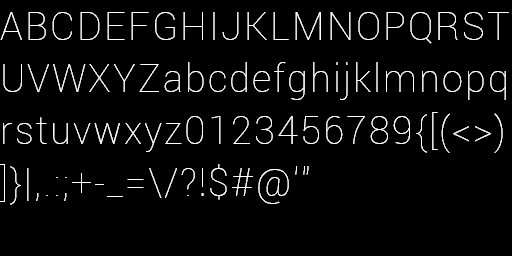 ABCDEFGHIJKLMNOPQRST
UVWXYZabcdefghijklmnopq
rstuvwxyz0123456789{[(<>)
]}|,.:;+-_=\/?!$#@'"